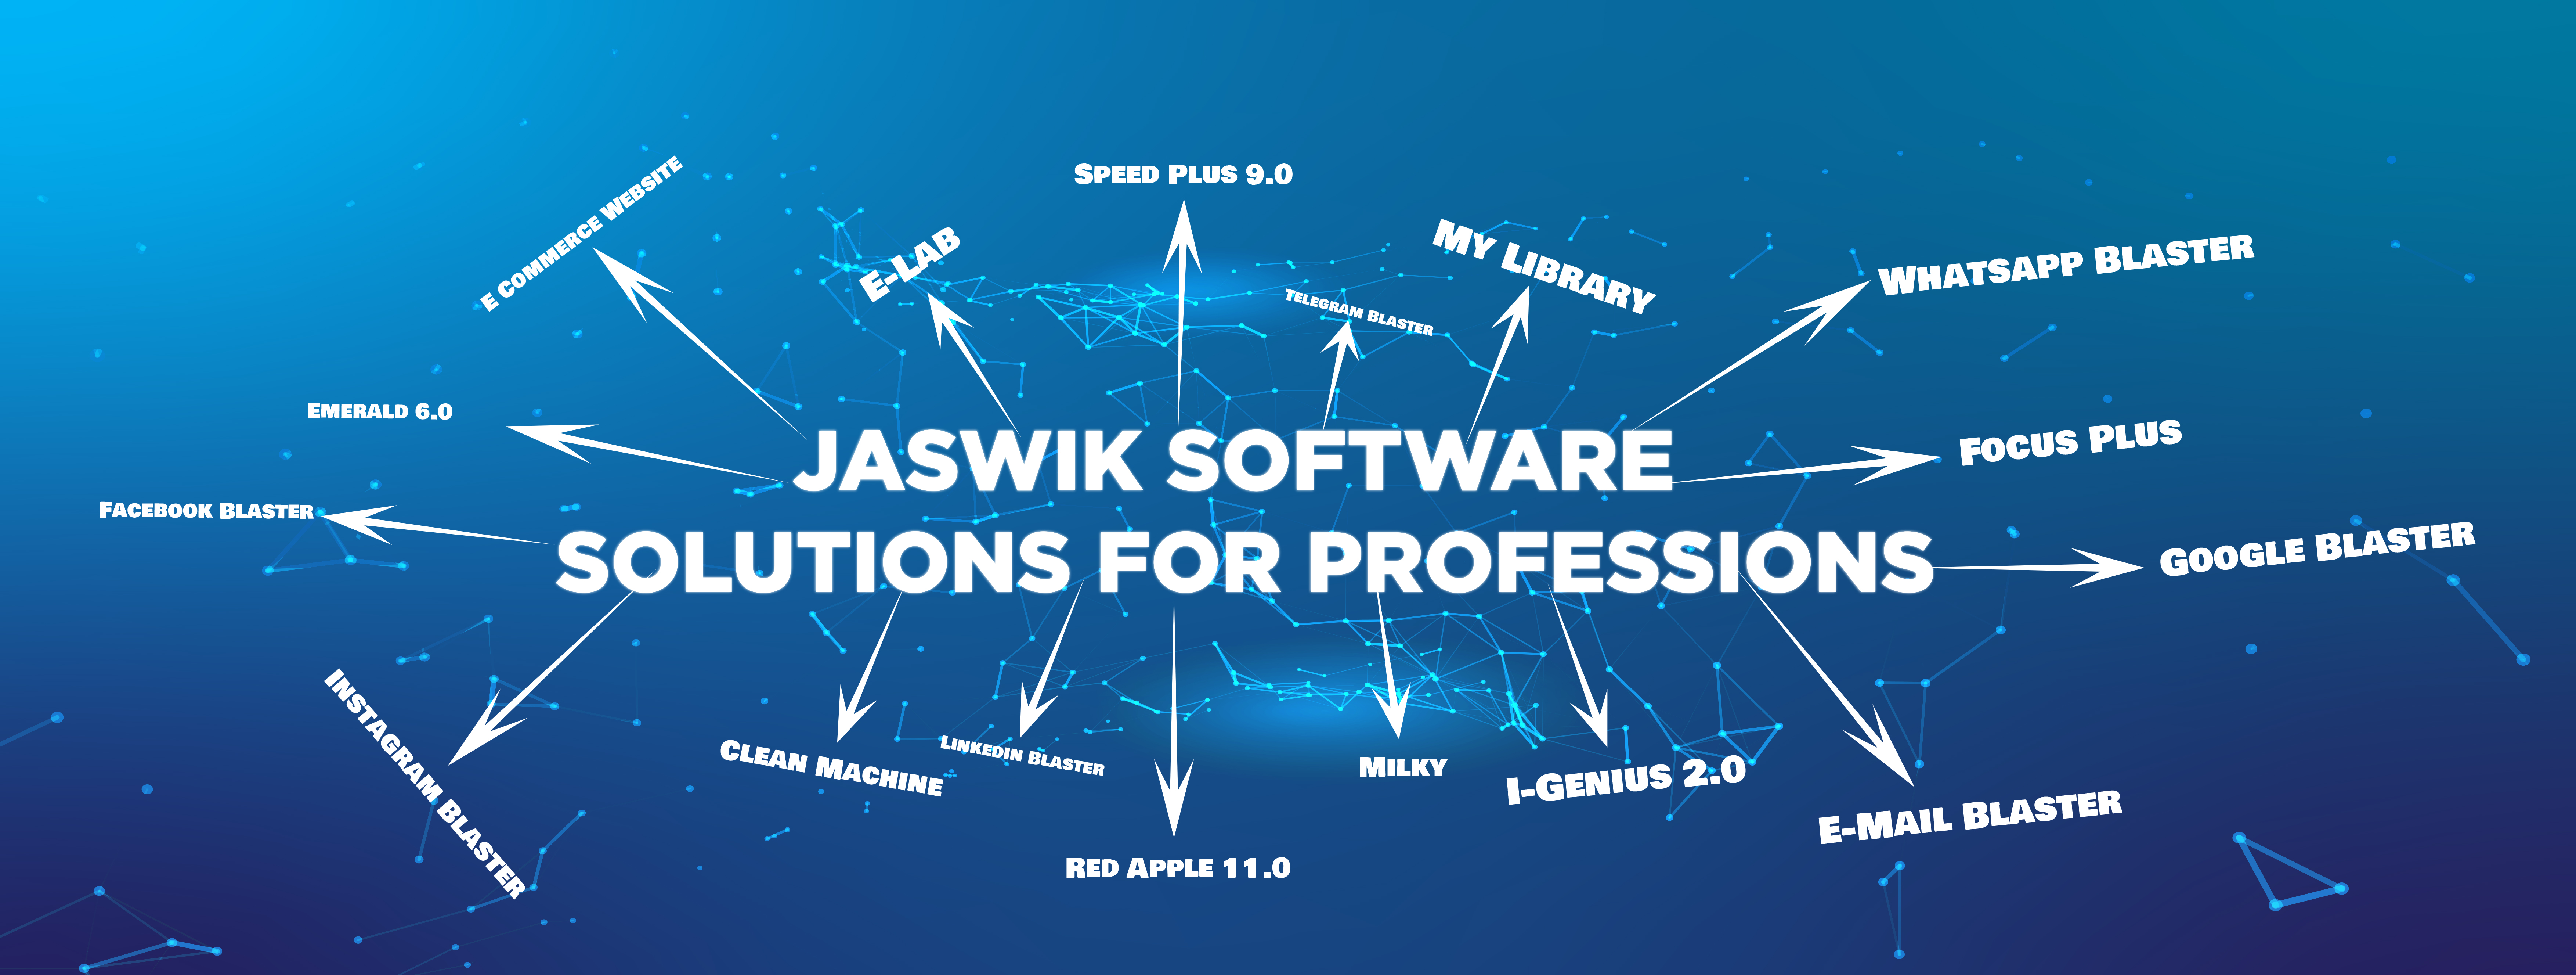 E Commerce Website
E-Lab
Speed Plus 9.0
Telegram Blaster
My Library
Whatsapp Blaster
Emerald 6.0
Focus Plus
Facebook Blaster
JASWIK SOFTWARE
SOLUTIONS FOR PROFESSIONS
Google Blaster
Instagram Blaster
Clean Machine
Linkedin Blaster
Red Apple 11.0
Milky
I-Genius 2.0
E-Mail Blaster